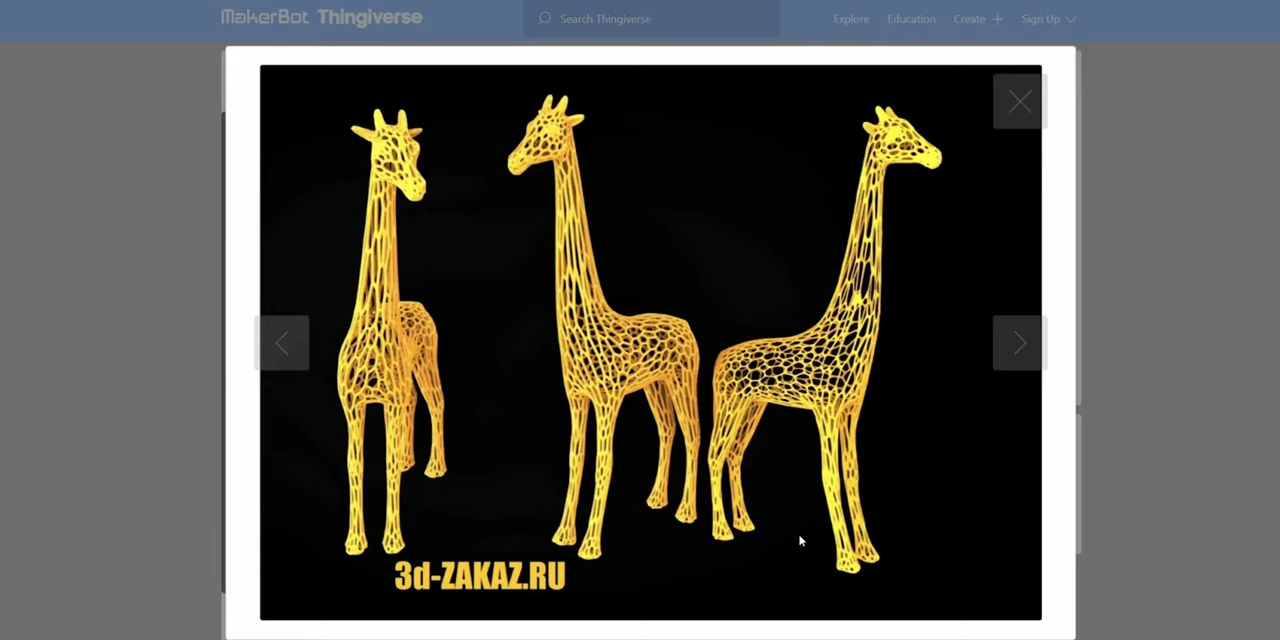 MakerBot Thingiverse
Search Thingiverse
Explore
Education
Create
Sign Up
3d-ZAKAZ.RU